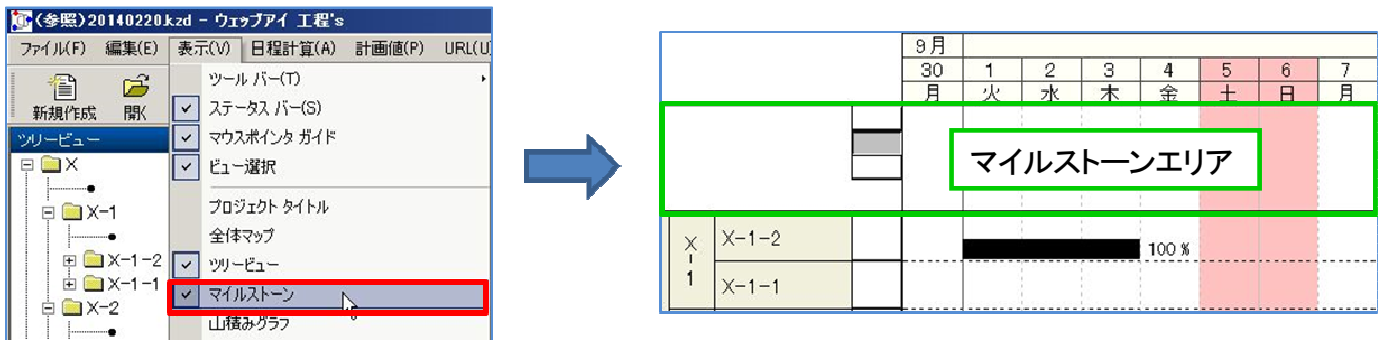 (参照)20140220.kzd - ウェッブアイ 工程's
ファイル(F) 編集(E) 表示(V) 日程計算(A) 計画値(P) URL(U
新規作成 開く
ツール バー(T)
ステータス バー(S)
マウスポインタ ガイド
ビュー選択
プロジェクト タイトル
全体マップ
ツリービュー
マイルストーン
山積みグラフ
ツリービュー
X
X-1
X-1-2
X-1-1
X-2
9月
30 1 2 3 4 5 6 7
月 火 水 木 金 土 日 月
マイルストーンエリア
X-1
X-1-2
100 %
X-1-1